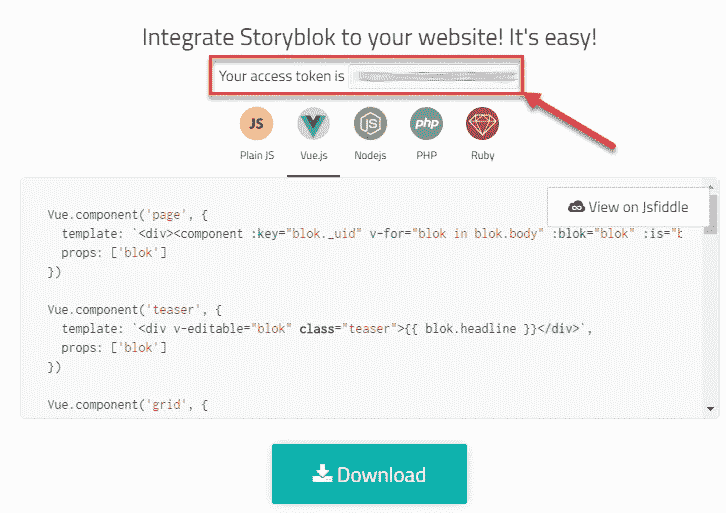 Integrate Storyblok to your website! It's easy!
Your access token is
JS
JS
php
Plain JS Vue.js Nodejs PHP Ruby
View on Jsfiddle
Vue.component('page', {
  template: `<div><component :key="blok._uid" v-for="blok in blok.body" :blok="blok" :is="b
  props: ['blok']
})
Vue.component('teaser', {
  template: `<div v-editable="blok" class="teaser">{{ blok.headline }}</div>`,
  props: ['blok']
})
Vue.component('grid', {
Download